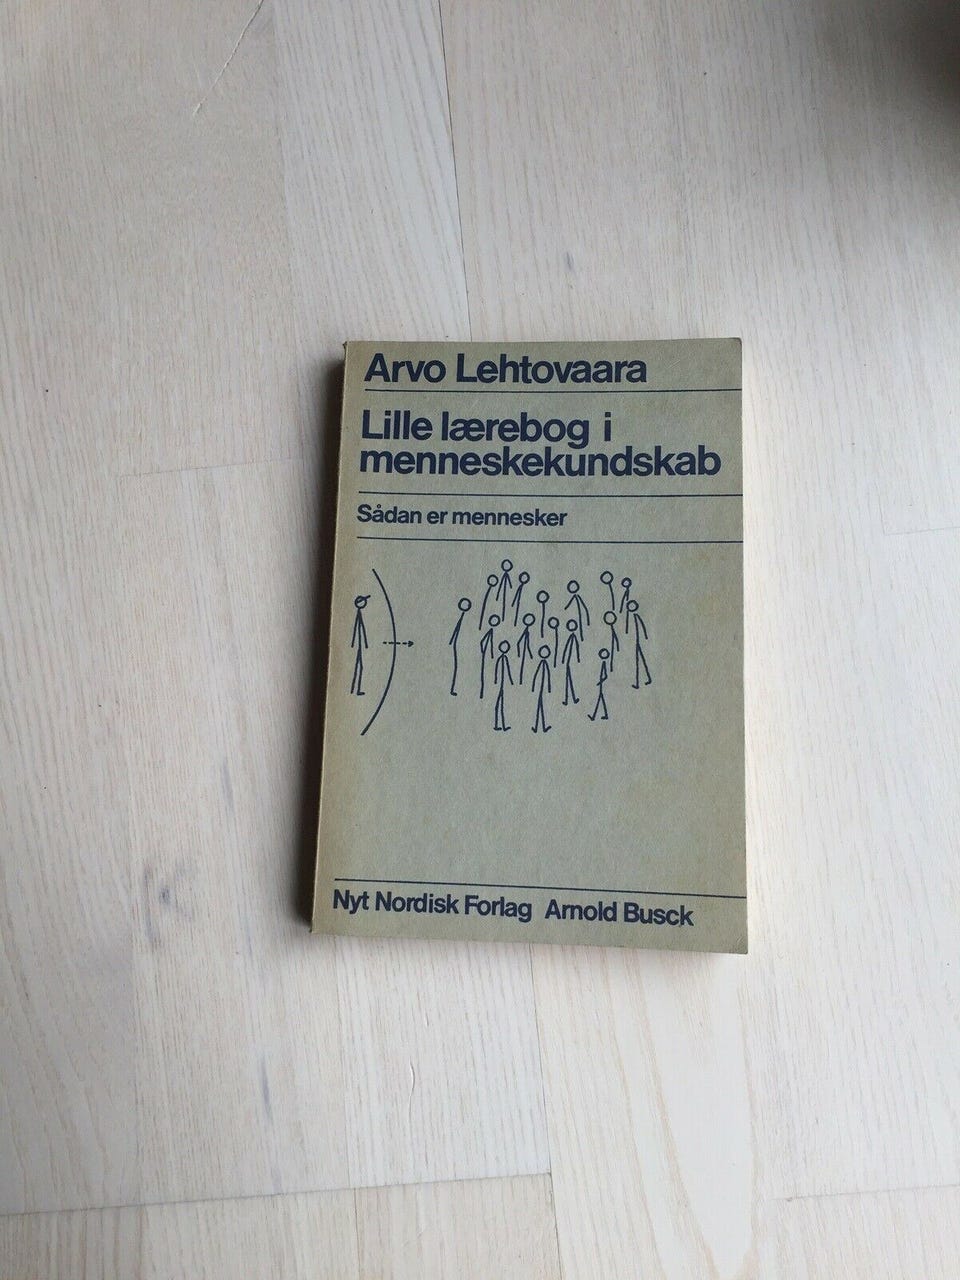 Arvo Lehtovaara
Lille lærebog i
menneskekundskab
Sådan er mennesker
Nyt Nordisk Forlag Arnold Busck